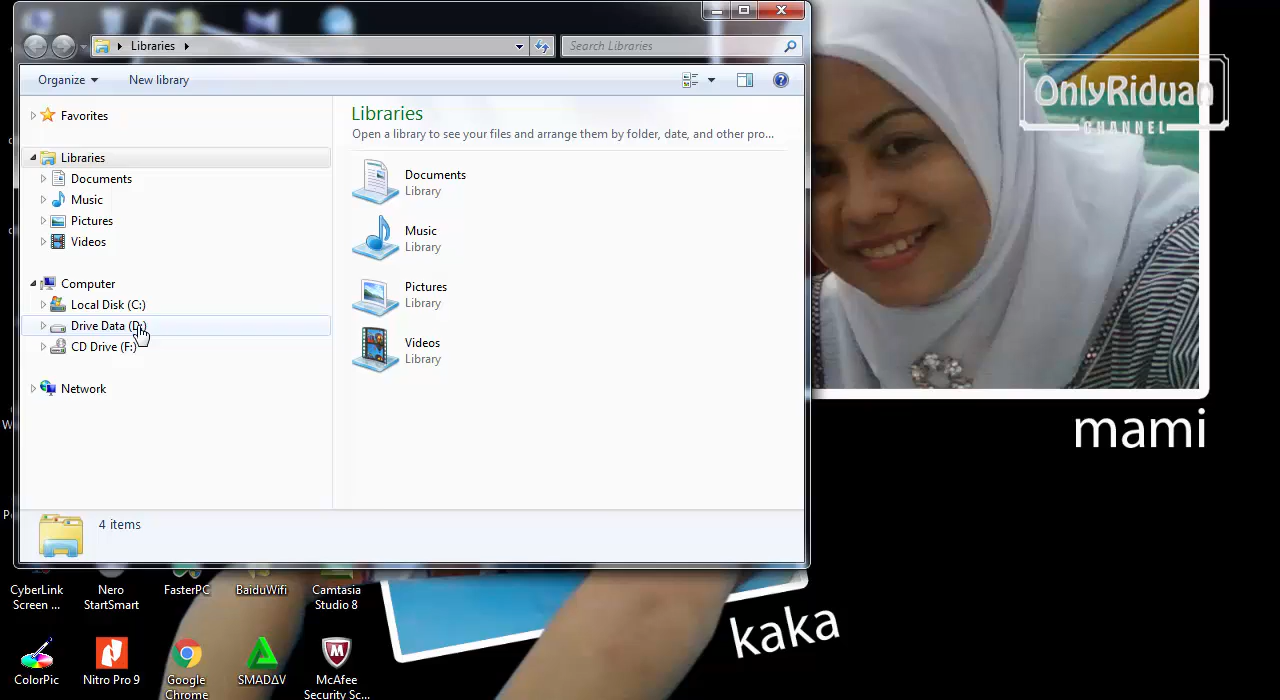 Libraries
Search Libraries
Organize
New library
Favorites
Libraries
Documents
Music
Pictures
Videos
Computer
Local Disk (C:)
Drive Data (D:)
CD Drive (F:)
Network
Libraries
Open a library to see your files and arrange them by folder, date, and other pro...
Documents
Library
Music
Library
Pictures
Library
Videos
Library
4 items
OnlyRiduan
CHANNEL
mami
kaka
CyberLink
Screen ...
Nero
StartSmart
FasterPC
BaiduWifi
Camtasia
Studio 8
ColorPic
Nitro Pro 9
Google
Chrome
SMADΔV
McAfee
Security Sc...